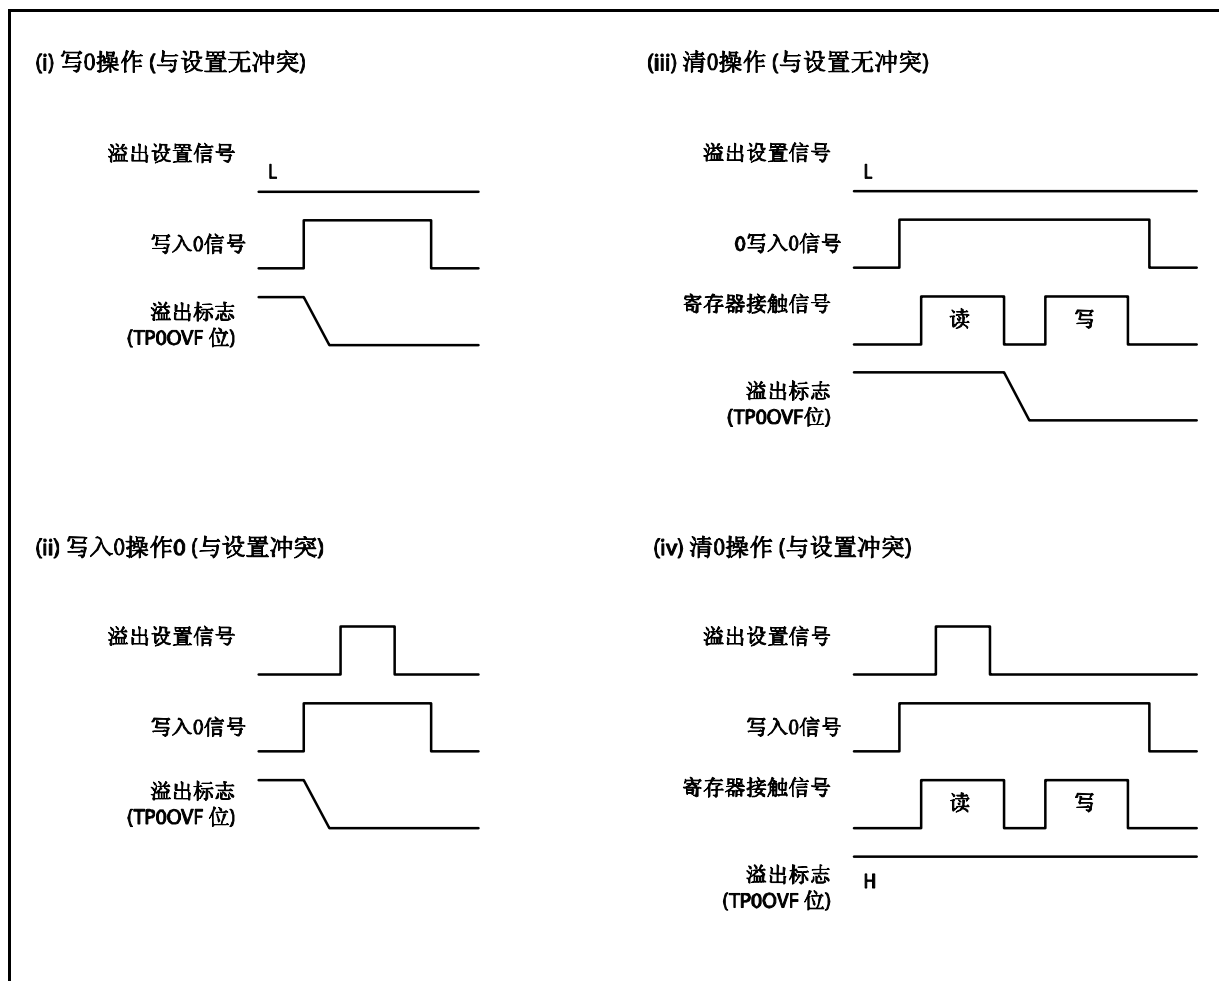 (i) 写0操作 (与设置无冲突)
溢出设置信号
L
写入0信号
溢出标志
(TP0OVF 位)
(iii) 清0操作 (与设置无冲突)
溢出设置信号
L
0写入0信号
寄存器接触信号
读
写
溢出标志
(TP0OVF位)
(ii) 写入0操作0 (与设置冲突)
溢出设置信号
写入0信号
溢出标志
(TP0OVF 位)
(iv) 清0操作 (与设置冲突)
溢出设置信号
写入0信号
寄存器接触信号
读
写
溢出标志
(TP0OVF 位)
H